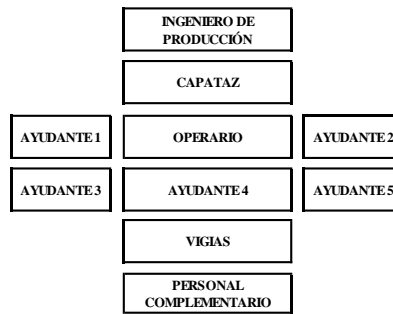 INGENIERO DE
PRODUCCIÓN
CAPATAZ
AYUDANTE 1
OPERARIO
AYUDANTE 2
AYUDANTE 3
AYUDANTE 4
AYUDANTE 5
VIGIAS
PERSONAL
COMPLEMENTARIO